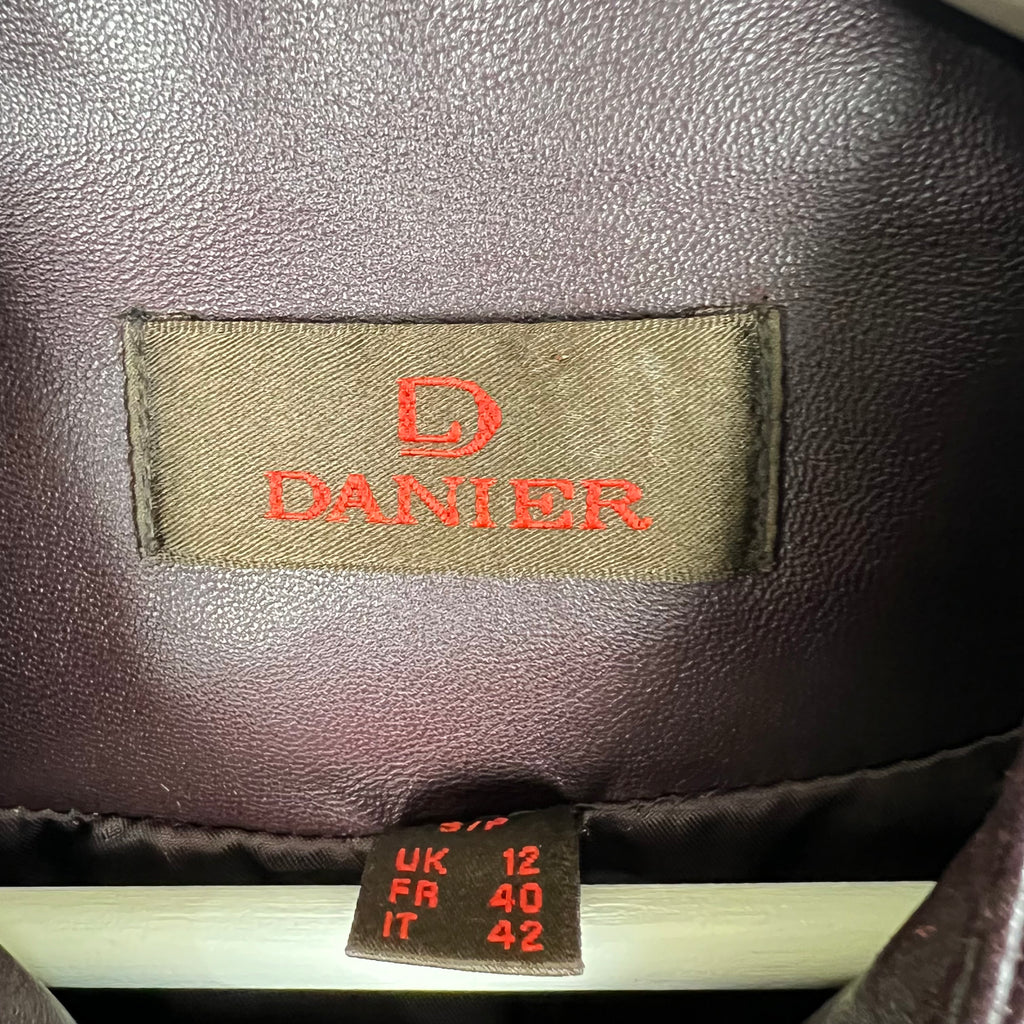 DANIER
S/P
UK 12
FR 40
IT 42